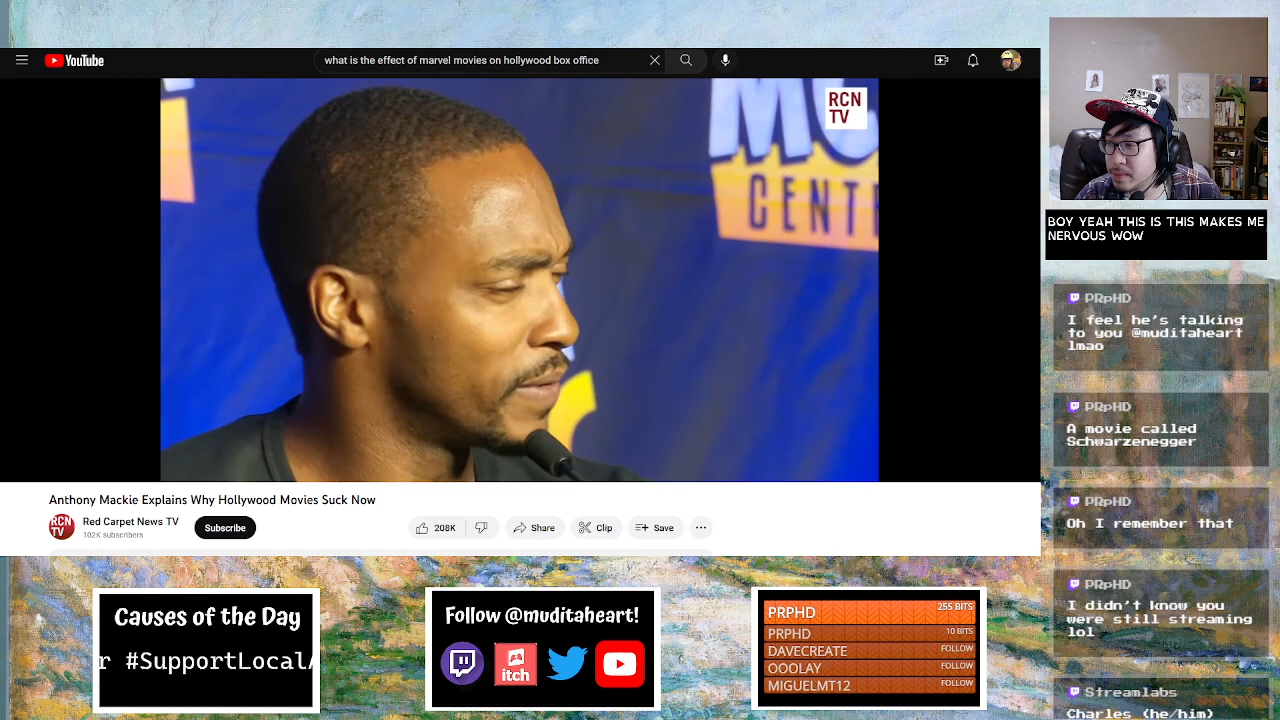 YouTube
what is the effect of marvel movies on hollywood box office
RCN
TV
CENT
Anthony Mackie Explains Why Hollywood Movies Suck Now
RCN
TV
Red Carpet News TV
102K subscribers
Subscribe
208K
Share
Clip
Save
BOY YEAH THIS IS THIS MAKES ME
NERVOUS WOW
PRpHD
I feel he's talking
to you @muditaheart
lmao
PRpHD
A movie called
Schwarzenegger
PRpHD
Oh I remember that
PRpHD
I didn't know you
were still streaming
lol
Streamlabs
Charles (he/him)
Causes of the Day
r #SupportLocalA
Follow @muditaheart!
itch
PRPHD 255 BITS
PRPHD 10 BITS
DAVECREATE FOLLOW
OOOLAY FOLLOW
MIGUELMT12 FOLLOW